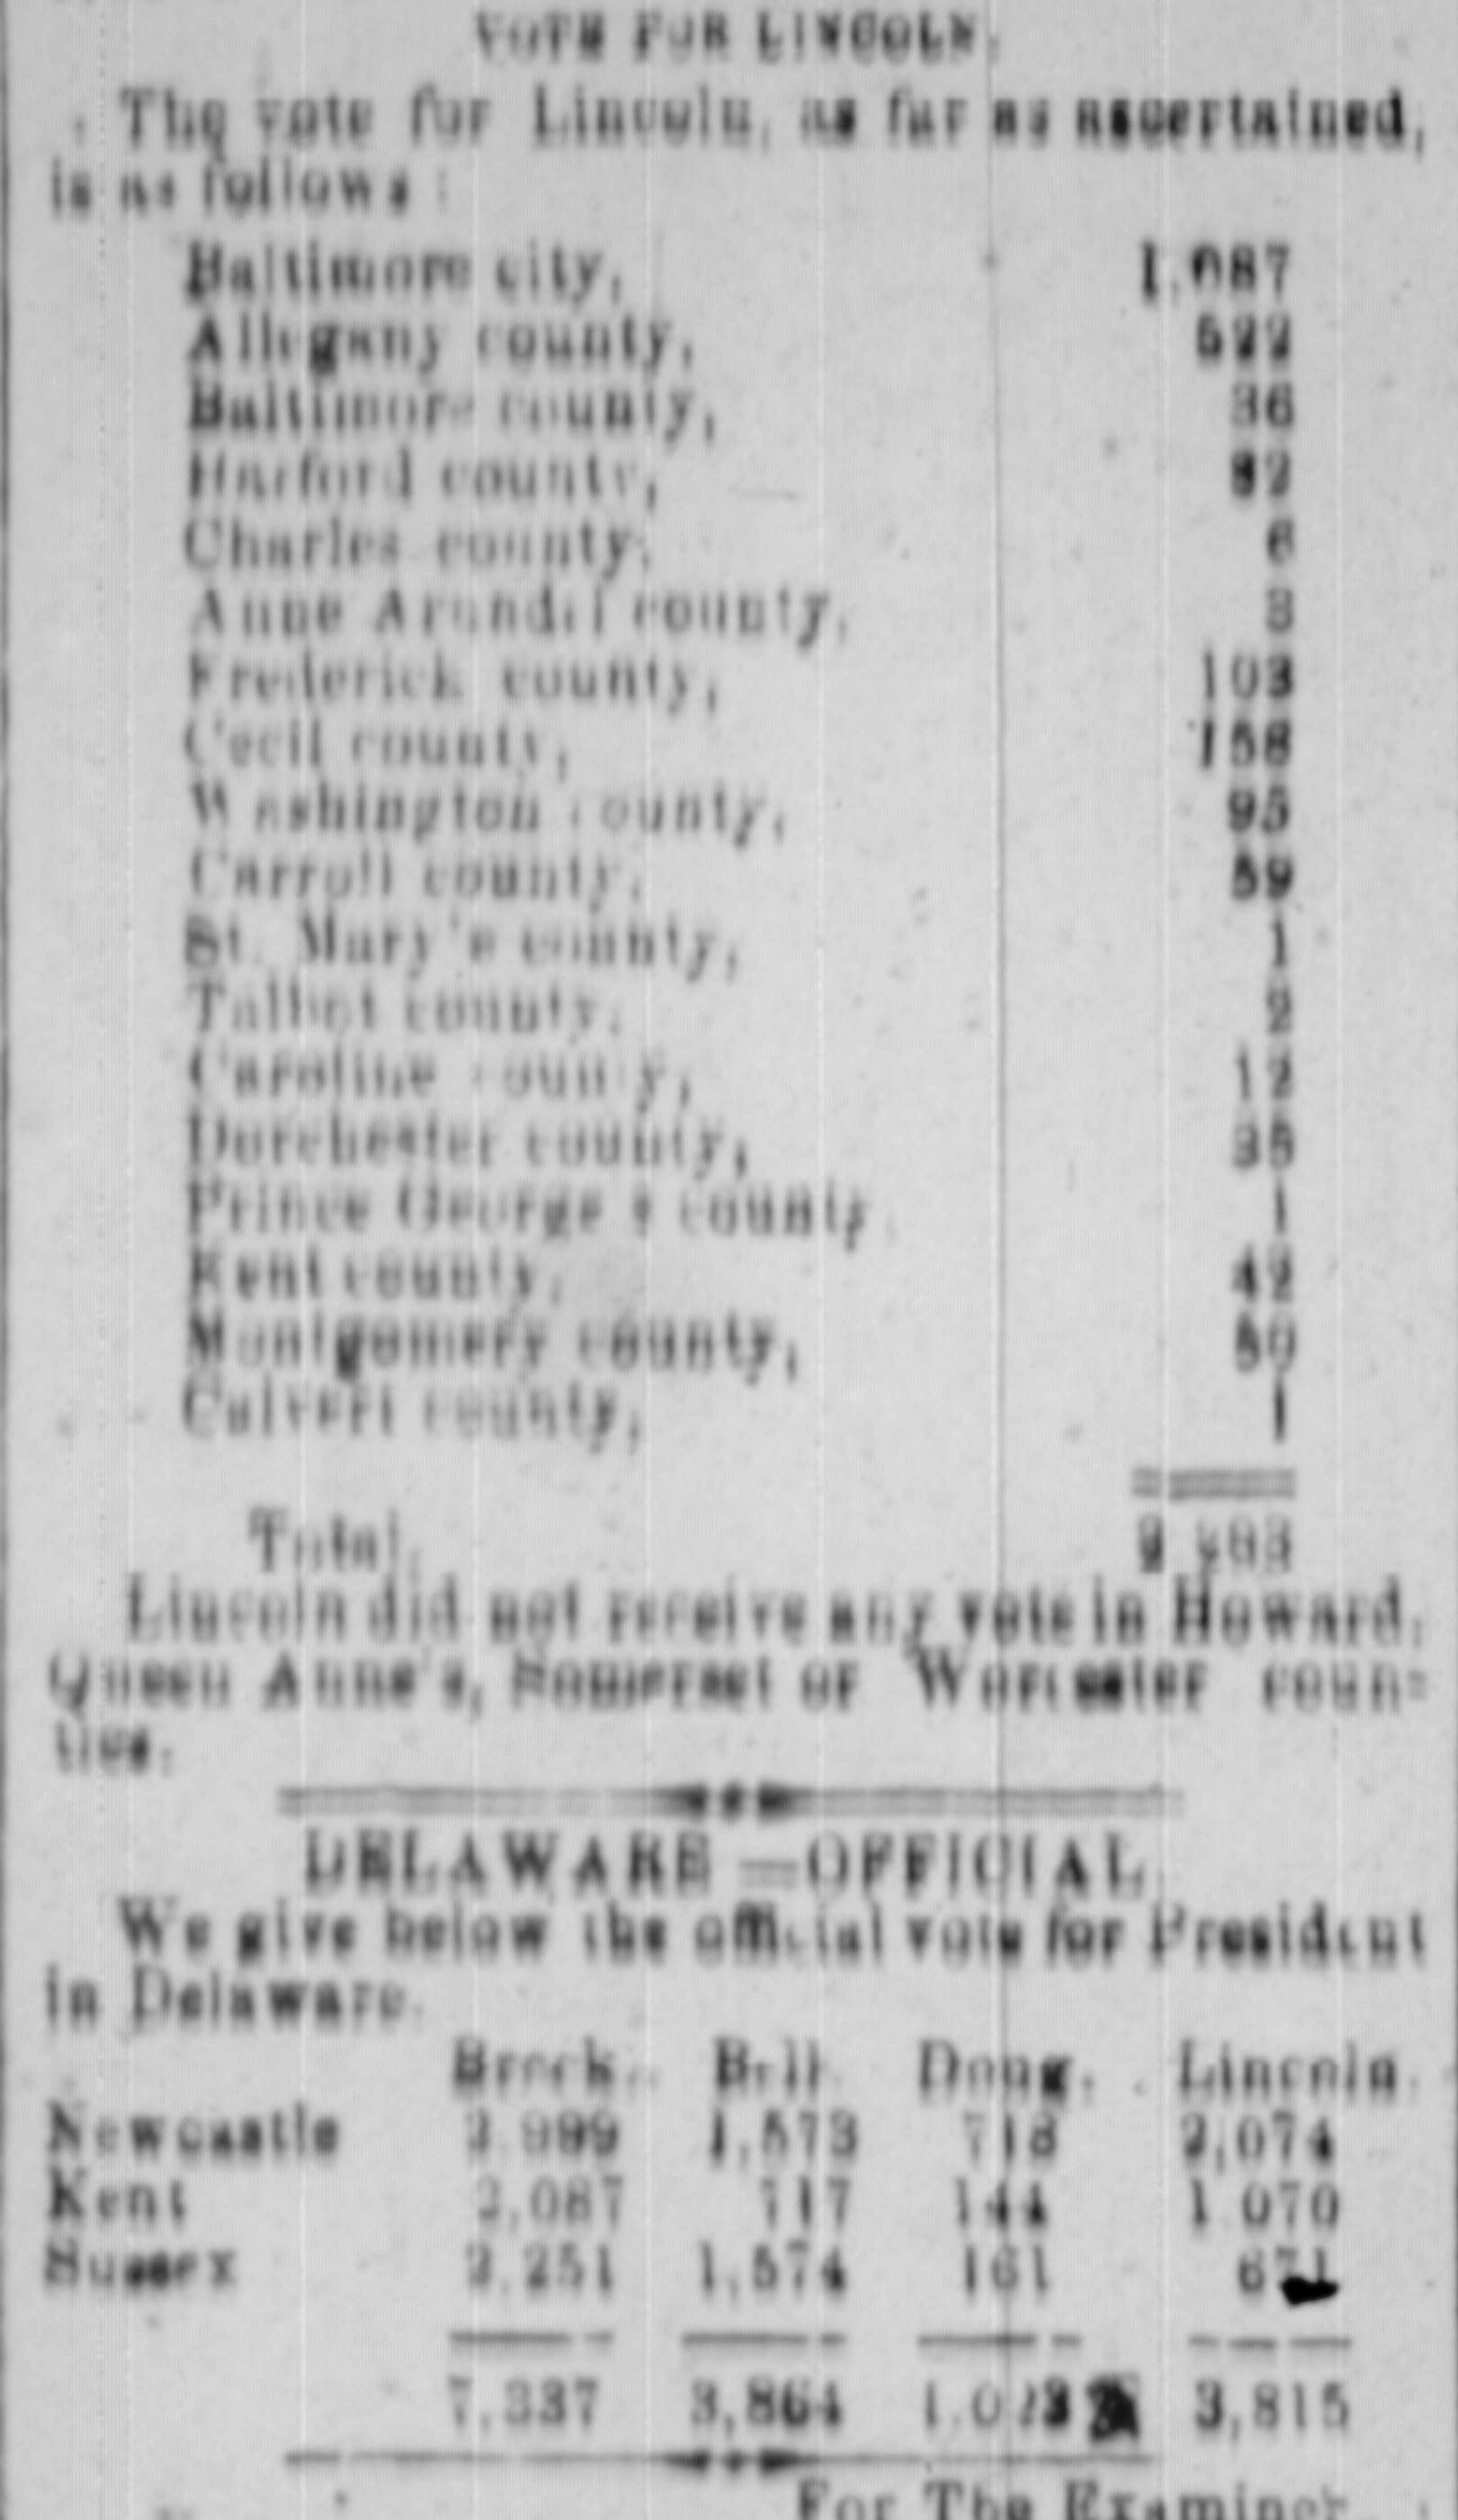 VOTE FOR LINCOLN.
The vote for Lincoln, as far as ascertained,
is as follows:
Baltimore city, 1,087
Allegany county, 522
Baltimore county, 36
Harford county, 82
Charles county, 6
Anne Arundel county, 3
Frederick county, 103
Cecil county, 158
Washington county, 95
Carroll county, 59
St. Mary's county, 1
Talbot county, 2
Caroline county, 12
Dorchester county, 35
Prince George's county 1
Kent county, 42
Montgomery county, 50
Calvert county, 1
Total,
Lincoln did not receive any vote in Howard,
Queen Anne's, Somerset or Worcester coun-
ties.
DELAWARE—OFFICIAL
We give below the official vote for President
in Delaware.
Breck. Bell. Doug. Lincoln.
Newcastle 2,999 1,573 718 2,074
Kent 2,087 717 144 1,070
Sussex 2,251 1,574 161 671
7,337 3,864 1,023 3,815
For The Examiner